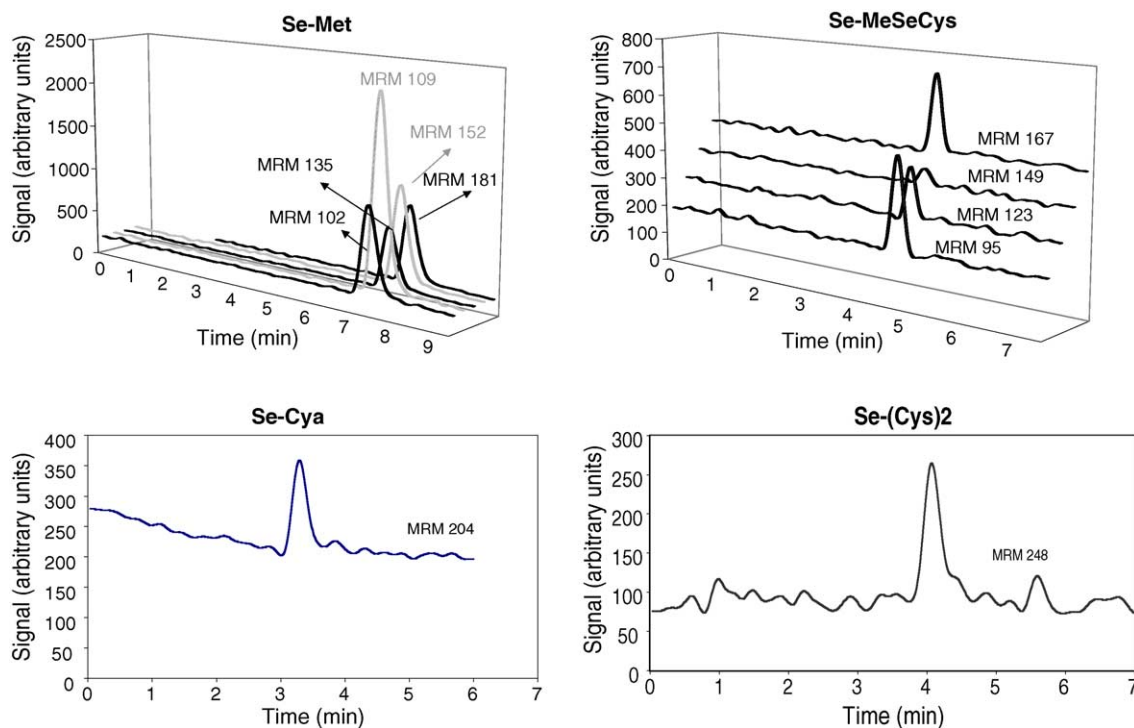 Se-Met
Signal (arbitrary units)
2500
2000
1500
1000
500
0
MRM 109
MRM 152
MRM 135
MRM 181
MRM 102
0 1 2 3 4 5 6 7 8 9
Time (min)
Se-MeSeCys
Signal (arbitrary units)
800
700
600
500
400
300
200
100
0
MRM 167
MRM 149
MRM 123
MRM 95
0 1 2 3 4 5 6 7
Time (min)
Se-Cya
Signal (arbitrary units)
400
350
300
250
200
150
100
50
0
MRM 204
0 1 2 3 4 5 6 7
Time (min)
Se-(Cys)2
Signal (arbitrary units)
300
250
200
150
100
50
0
MRM 248
0 1 2 3 4 5 6 7
Time (min)